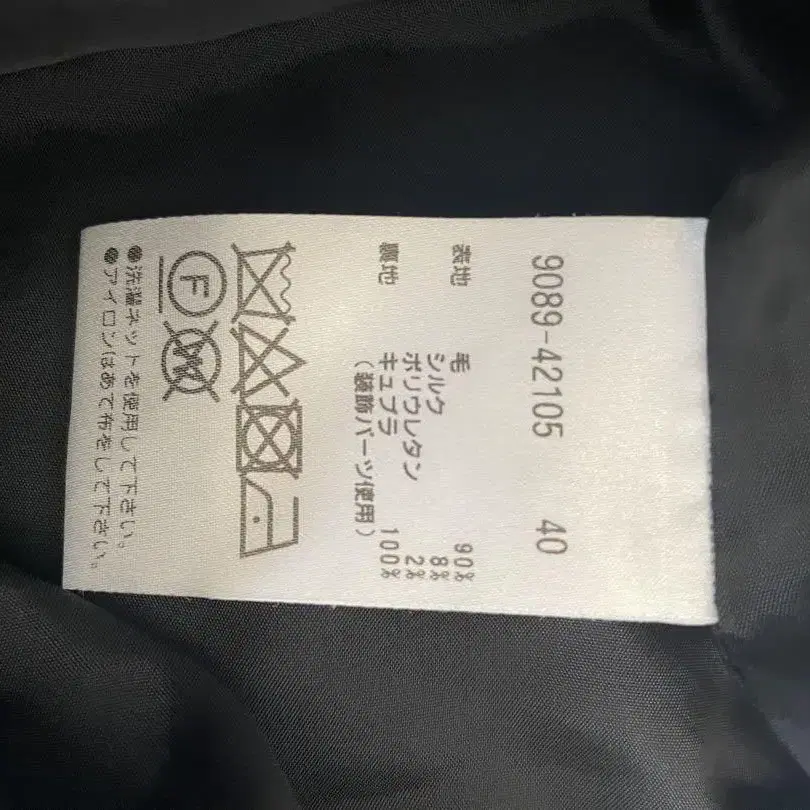 9089-42105 40
表地 毛 90%
シルク 8%
ポリウレタン 2%
裏地 キュプラ 100%
(装飾パーツ使用)
F
W
●洗濯ネットを使用して下さい。
●アイロンはあて布をして下さい。